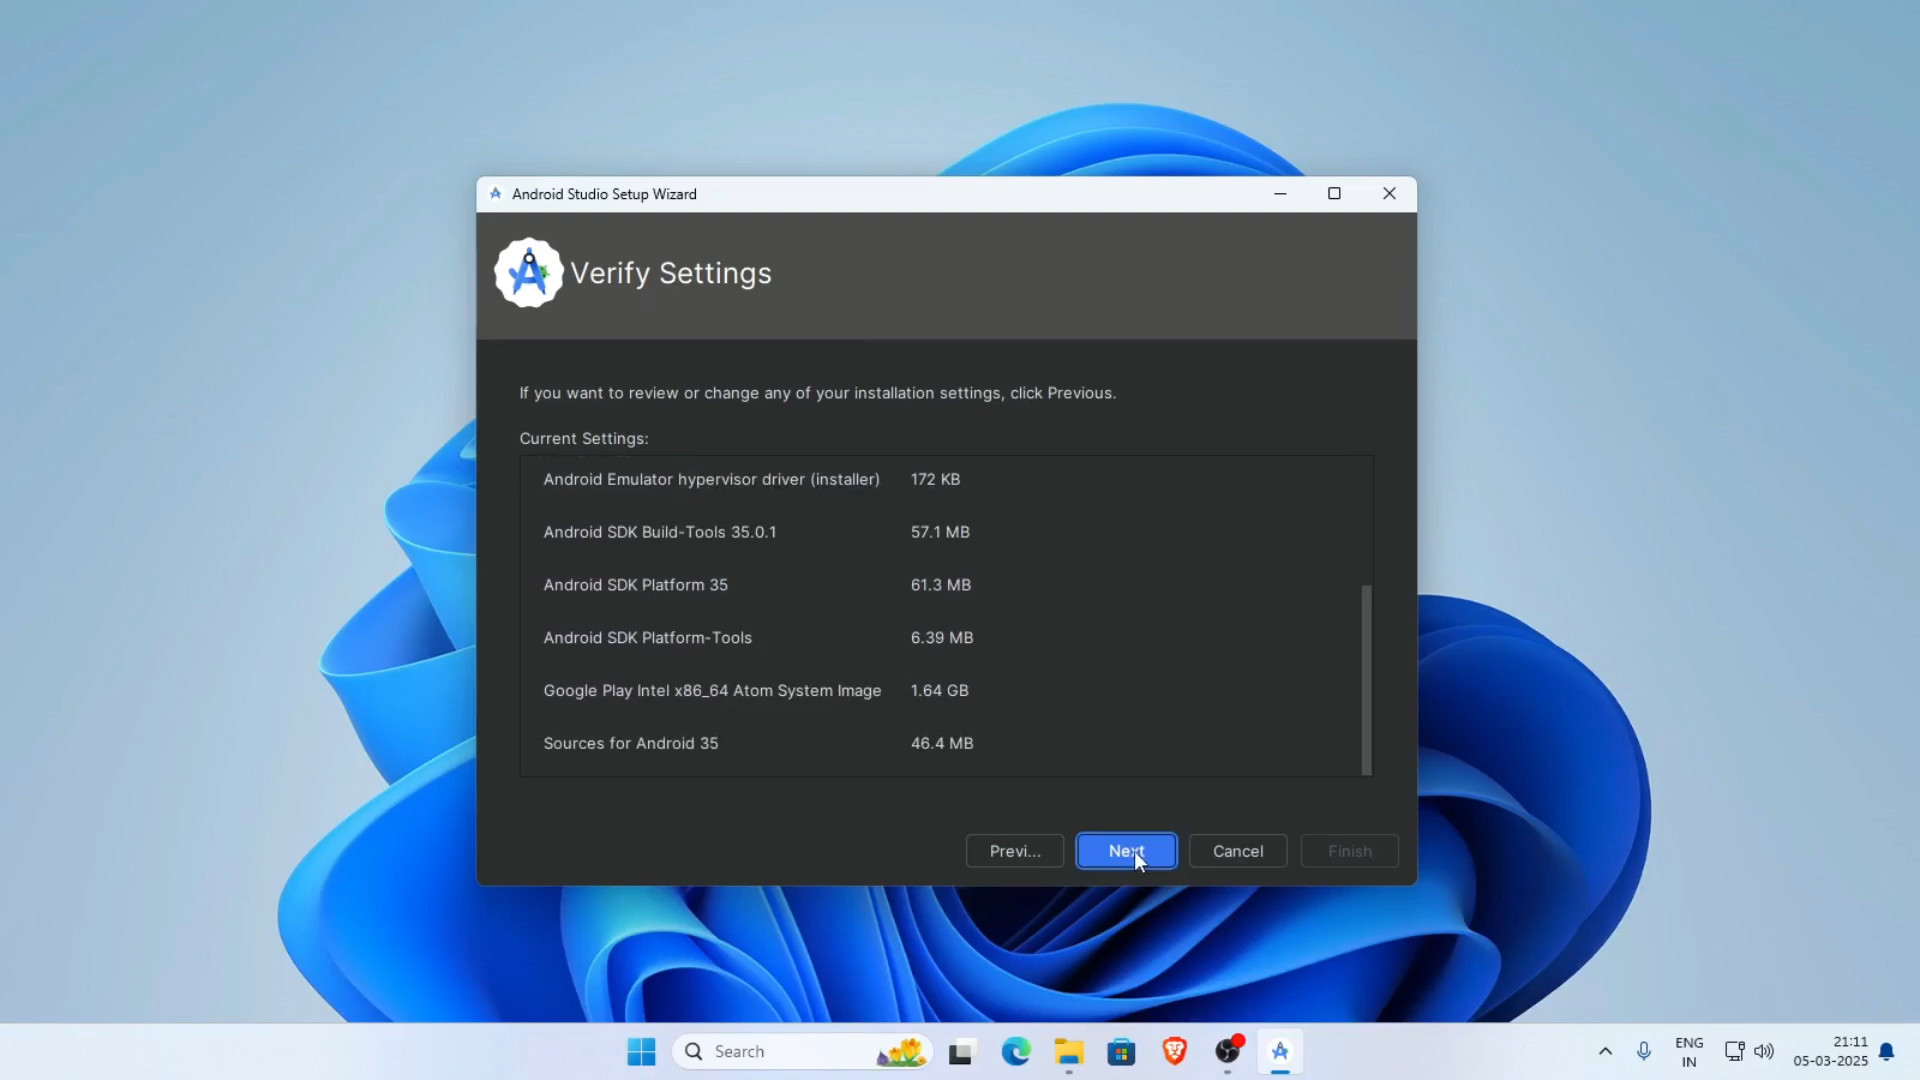 Android Studio Setup Wizard
Verify Settings
If you want to review or change any of your installation settings, click Previous.
Current Settings:
Android Emulator hypervisor driver (installer) 172 KB
Android SDK Build-Tools 35.0.1 57.1 MB
Android SDK Platform 35 61.3 MB
Android SDK Platform-Tools 6.39 MB
Google Play Intel x86_64 Atom System Image 1.64 GB
Sources for Android 35 46.4 MB
Previ... Next Cancel Finish
Search
ENG
IN
21:11
05-03-2025